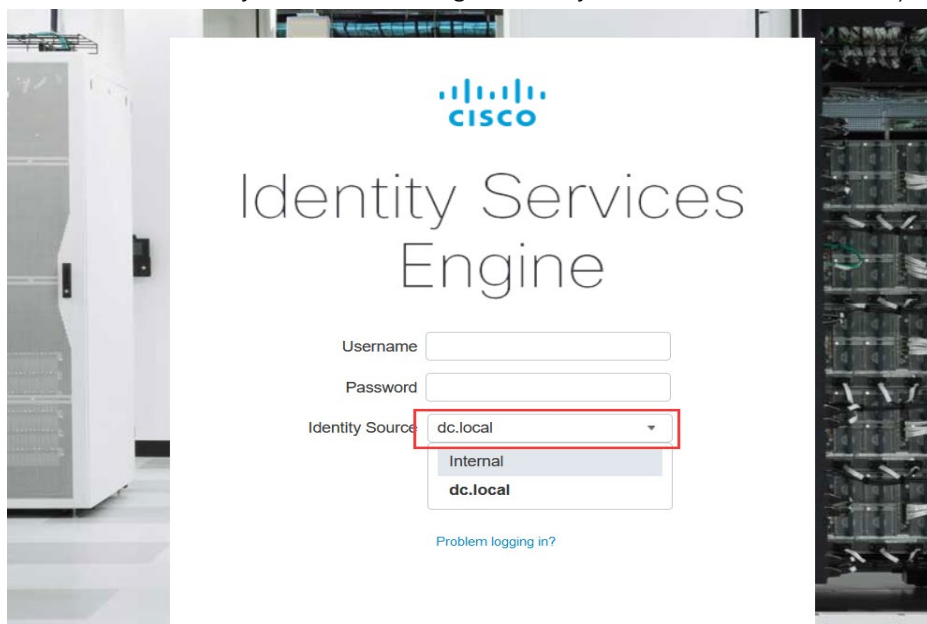 CISCO
Identity Services
Engine
Username
Password
Identity Source dc.local
Internal
dc.local
Problem logging in?